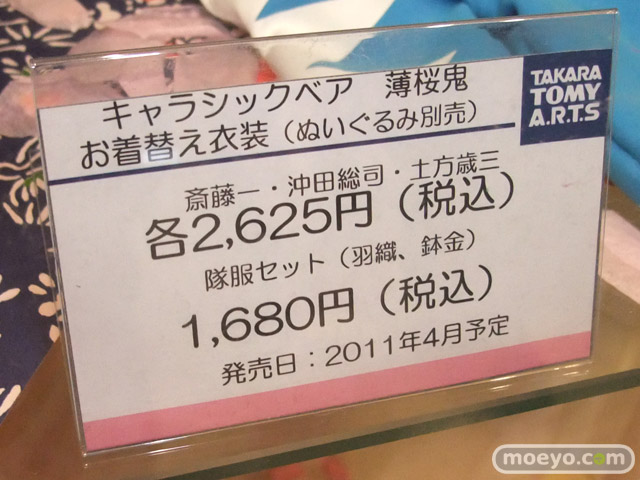 キャラシックベア　薄桜鬼
お着替え衣装（ぬいぐるみ別売）
TAKARA
TOMY
A.R.T.S
斎藤一・沖田総司・土方歳三
各2,625円（税込）
隊服セット（羽織、鉢金）
1,680円（税込）
発売日：2011年4月予定
moeyo.com